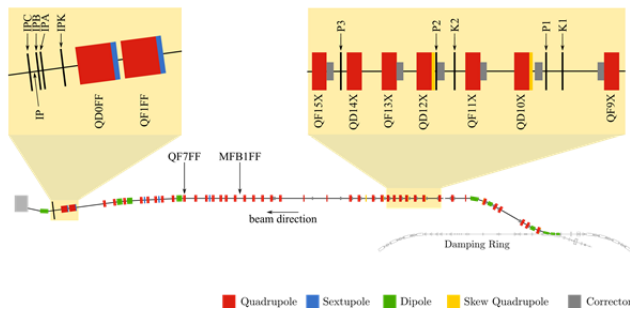 IPC
IPB
IPA
IPK
IP
QD0FF
QF1FF
P3
P2
K2
P1
K1
QF15X
QD14X
QF13X
QD12X
QF11X
QD10X
QF9X
QF7FF
MFB1FF
beam direction
Damping Ring
Quadrupole
Sextupole
Dipole
Skew Quadrupole
Corrector